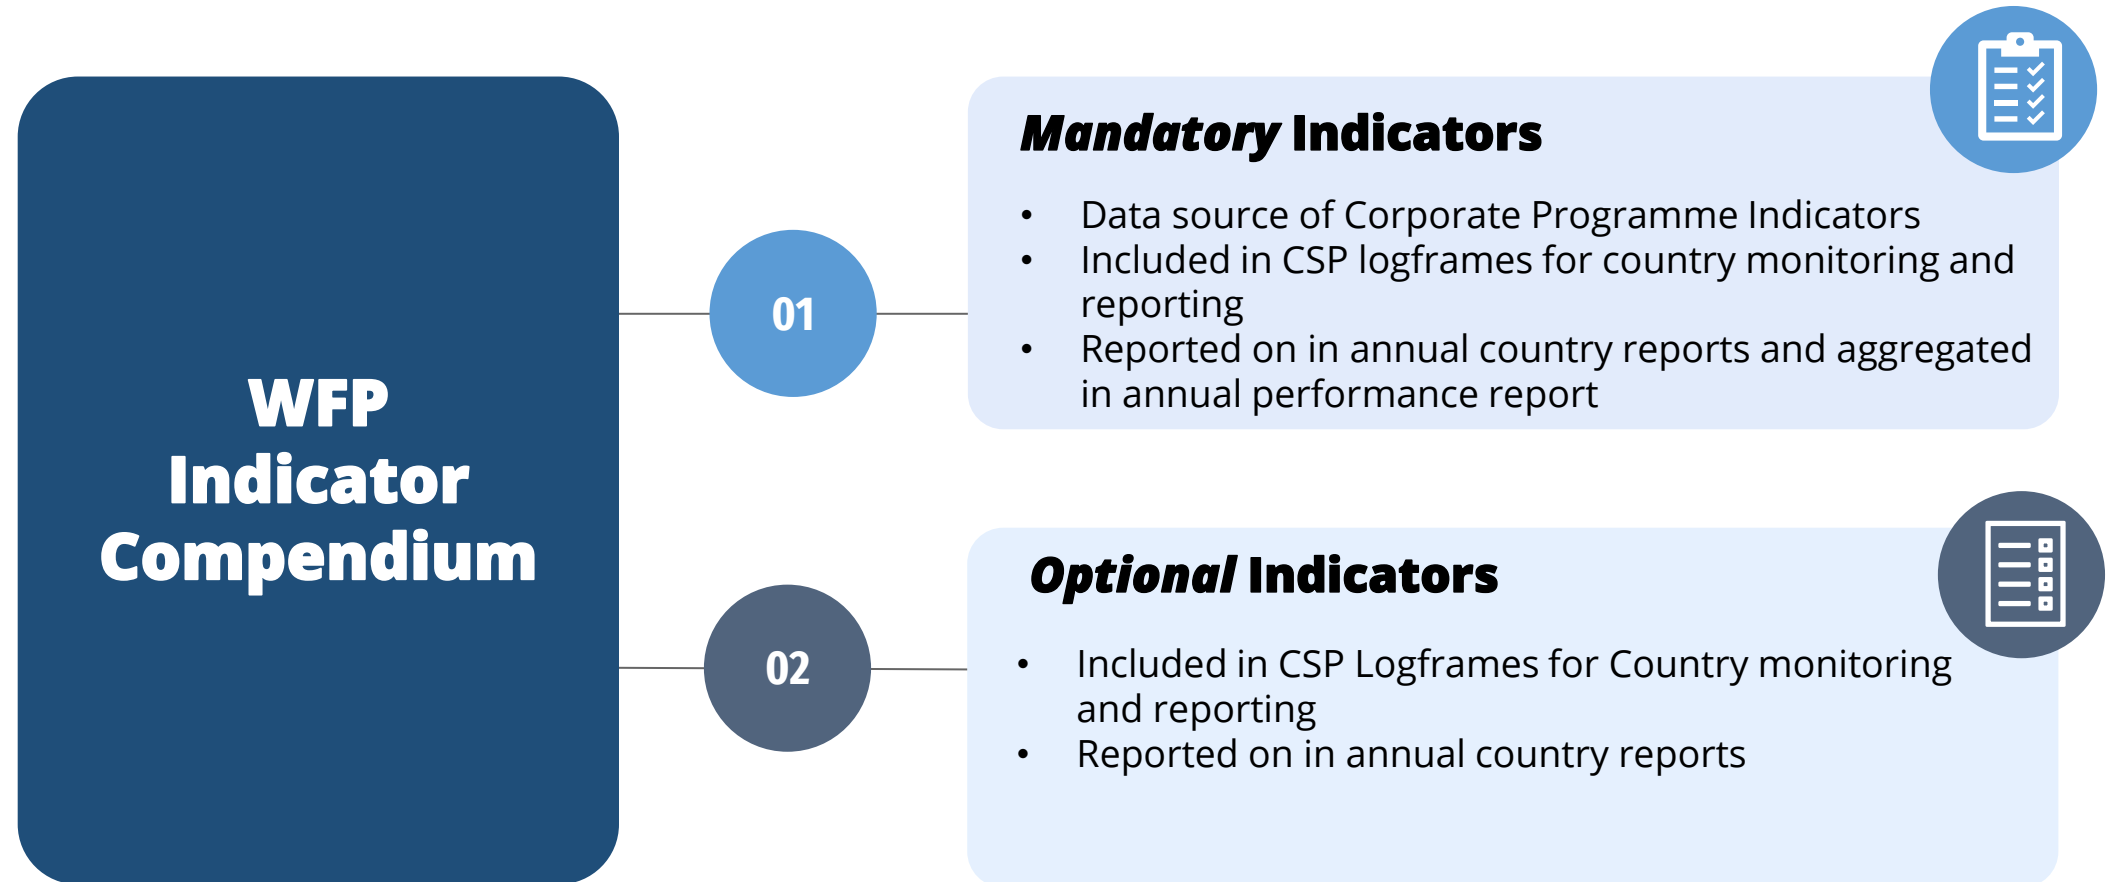 WFP
Indicator
Compendium
01
Mandatory Indicators
• Data source of Corporate Programme Indicators
• Included in CSP logframes for country monitoring and
reporting
• Reported on in annual country reports and aggregated
in annual performance report
02
Optional Indicators
• Included in CSP Logframes for Country monitoring
and reporting
• Reported on in annual country reports